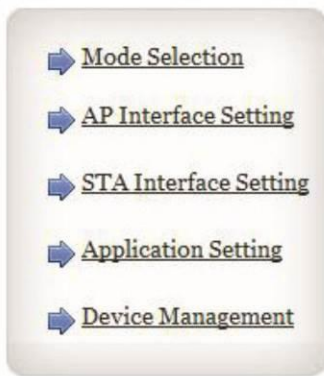 Mode Selection
AP Interface Setting
STA Interface Setting
Application Setting
Device Management